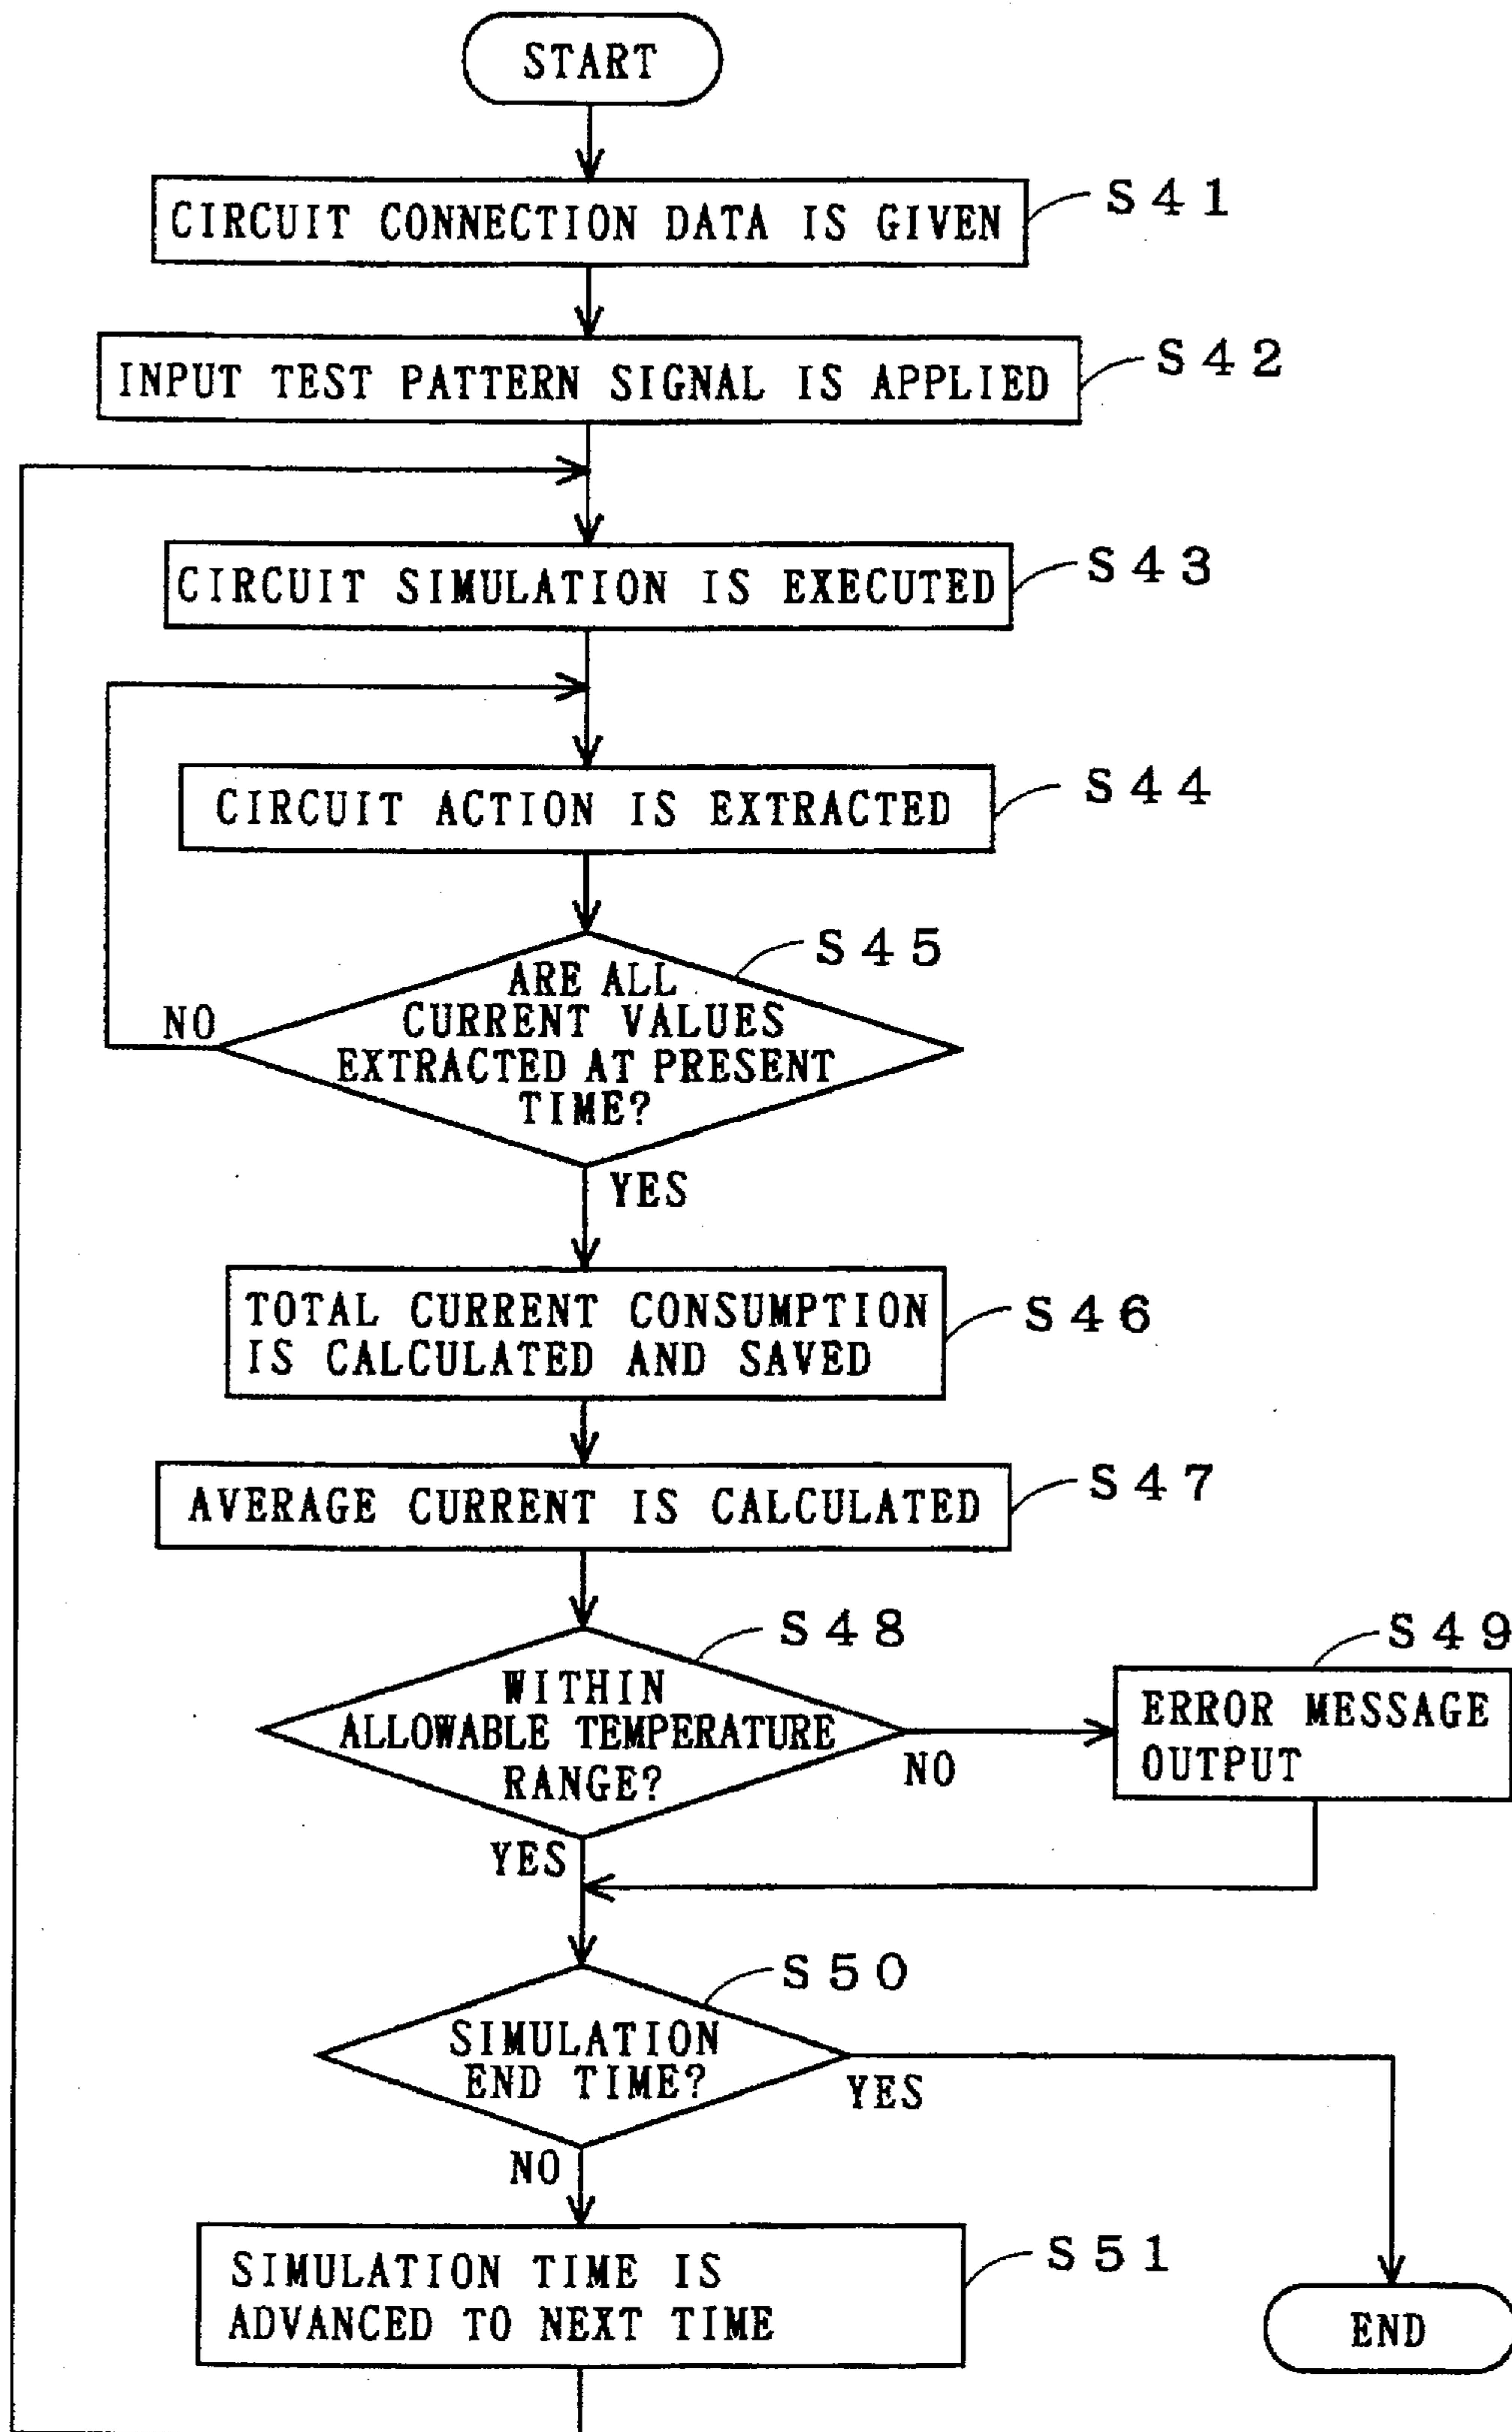 START
CIRCUIT CONNECTION DATA IS GIVEN
S41
INPUT TEST PATTERN SIGNAL IS APPLIED
S42
CIRCUIT SIMULATION IS EXECUTED
S43
CIRCUIT ACTION IS EXTRACTED
S44
S45
ARE ALL
CURRENT VALUES
EXTRACTED AT PRESENT
TIME?
NO
YES
TOTAL CURRENT CONSUMPTION
IS CALCULATED AND SAVED
S46
AVERAGE CURRENT IS CALCULATED
S47
S48
WITHIN
ALLOWABLE TEMPERATURE
RANGE?
NO
YES
S49
ERROR MESSAGE
OUTPUT
S50
SIMULATION
END TIME?
YES
NO
SIMULATION TIME IS
ADVANCED TO NEXT TIME
S51
END